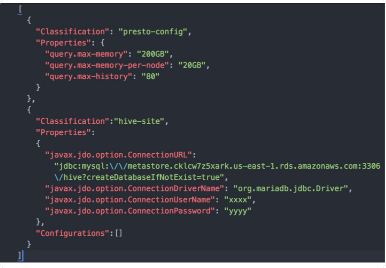 [
{
"Classification": "presto-config",
"Properties": {
"query.max-memory": "200GB",
"query.max-memory-per-node": "20GB",
"query.max-history": "80"
}
},
{
"Classification":"hive-site",
"Properties":
{
"javax.jdo.option.ConnectionURL":
"jdbc:mysql:\/\/metastore.cklcw7z5xark.us-east-1.rds.amazonaws.com:3306
\/hive?createDatabaseIfNotExist=true",
"javax.jdo.option.ConnectionDriverName": "org.mariadb.jdbc.Driver",
"javax.jdo.option.ConnectionUserName": "xxxx",
"javax.jdo.option.ConnectionPassword": "yyyy"
},
"Configurations":[]
}
]